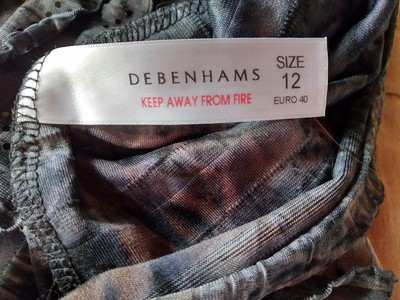 DEBENHAMS
KEEP AWAY FROM FIRE
SIZE
12
EURO 40